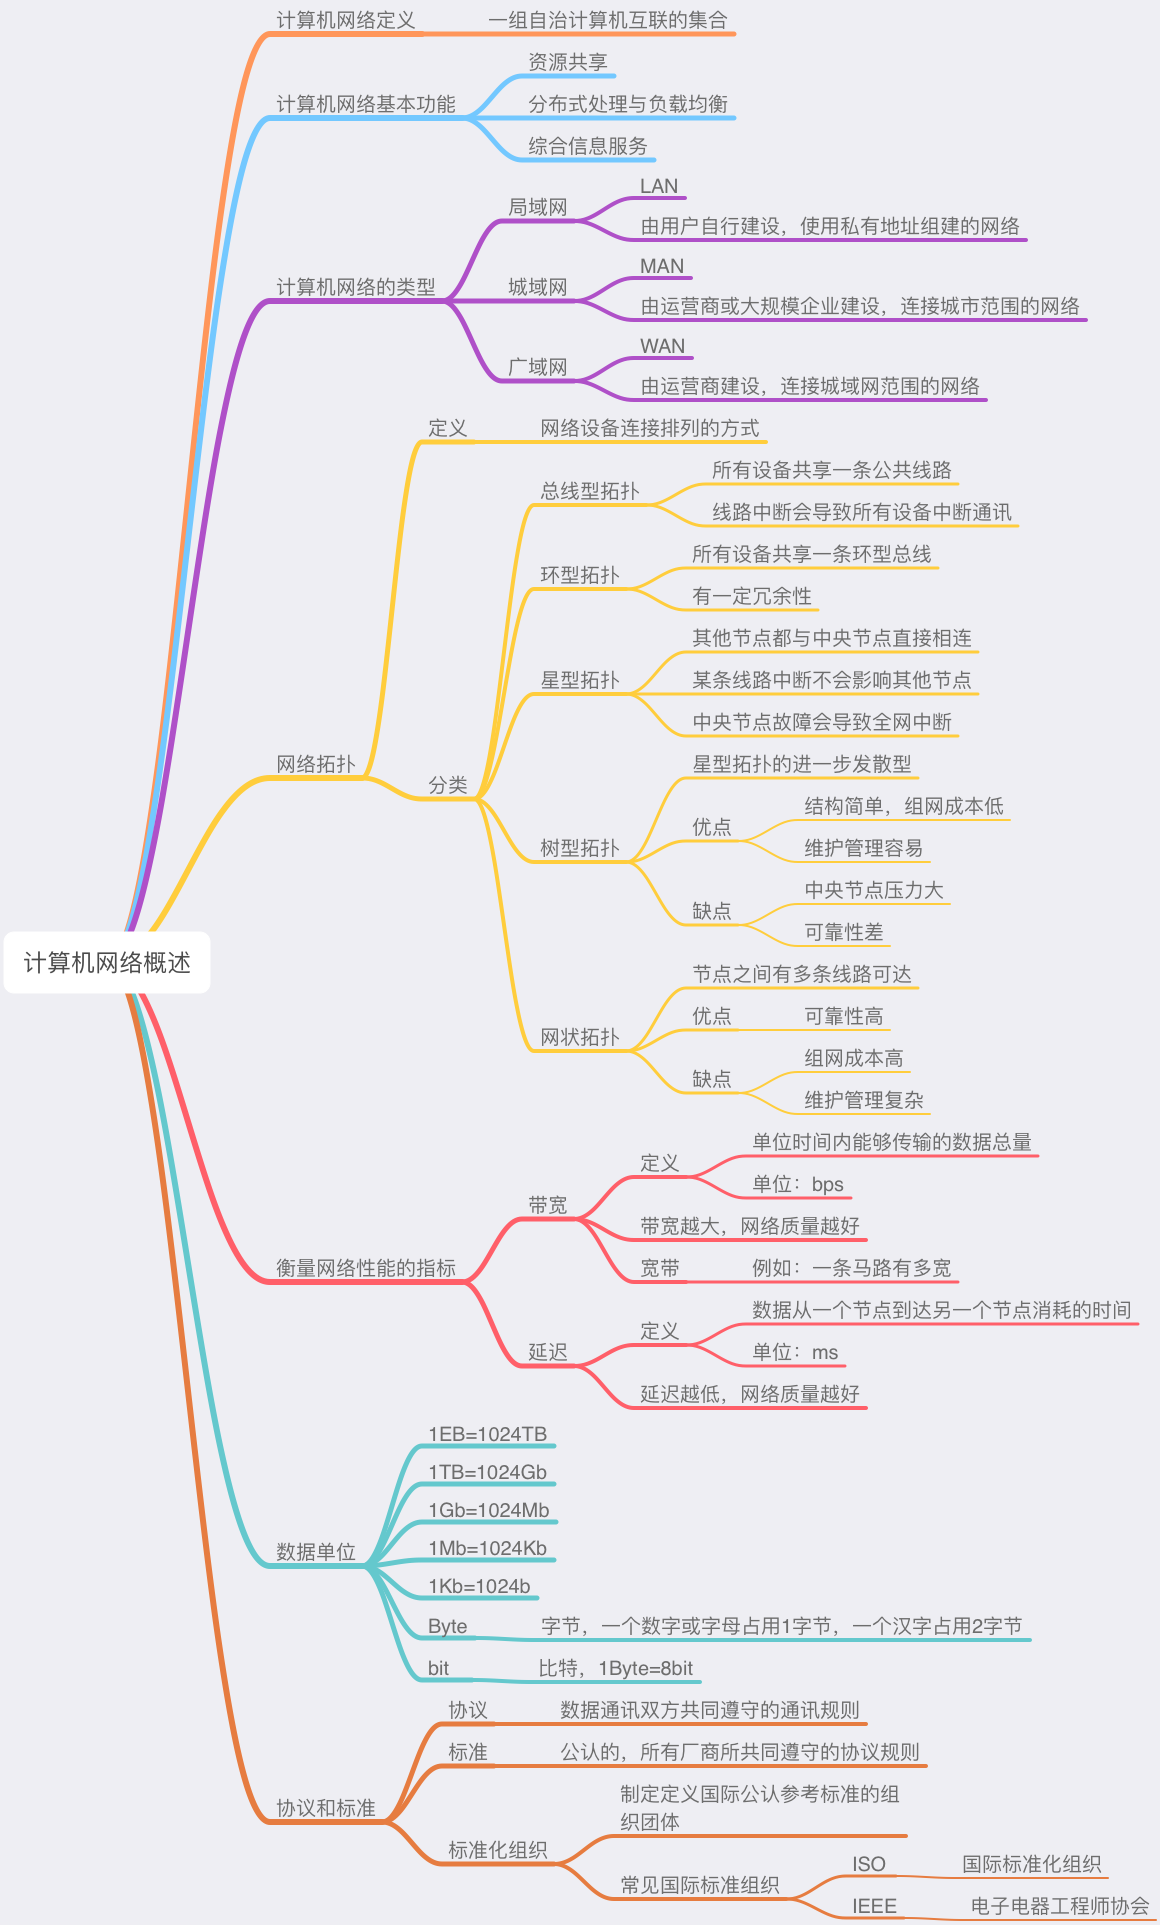 计算机网络概述
计算机网络定义
一组自治计算机互联的集合
计算机网络基本功能
资源共享
分布式处理与负载均衡
综合信息服务
计算机网络的类型
局域网
LAN
由用户自行建设，使用私有地址组建的网络
城域网
MAN
由运营商或大规模企业建设，连接城市范围的网络
广域网
WAN
由运营商建设，连接城域网范围的网络
网络拓扑
定义
网络设备连接排列的方式
分类
总线型拓扑
所有设备共享一条公共线路
线路中断会导致所有设备中断通讯
环型拓扑
所有设备共享一条环型总线
有一定冗余性
星型拓扑
其他节点都与中央节点直接相连
某条线路中断不会影响其他节点
中央节点故障会导致全网中断
树型拓扑
星型拓扑的进一步发散型
优点
结构简单，组网成本低
维护管理容易
缺点
中央节点压力大
可靠性差
网状拓扑
节点之间有多条线路可达
优点
可靠性高
缺点
组网成本高
维护管理复杂
衡量网络性能的指标
带宽
定义
单位时间内能够传输的数据总量
单位：bps
带宽越大，网络质量越好
宽带
例如：一条马路有多宽
延迟
定义
数据从一个节点到达另一个节点消耗的时间
单位：ms
延迟越低，网络质量越好
数据单位
1EB=1024TB
1TB=1024Gb
1Gb=1024Mb
1Mb=1024Kb
1Kb=1024b
Byte
字节，一个数字或字母占用1字节，一个汉字占用2字节
bit
比特，1Byte=8bit
协议和标准
协议
数据通讯双方共同遵守的通讯规则
标准
公认的，所有厂商所共同遵守的协议规则
标准化组织
制定定义国际公认参考标准的组
织团体
常见国际标准组织
ISO
国际标准化组织
IEEE
电子电器工程师协会